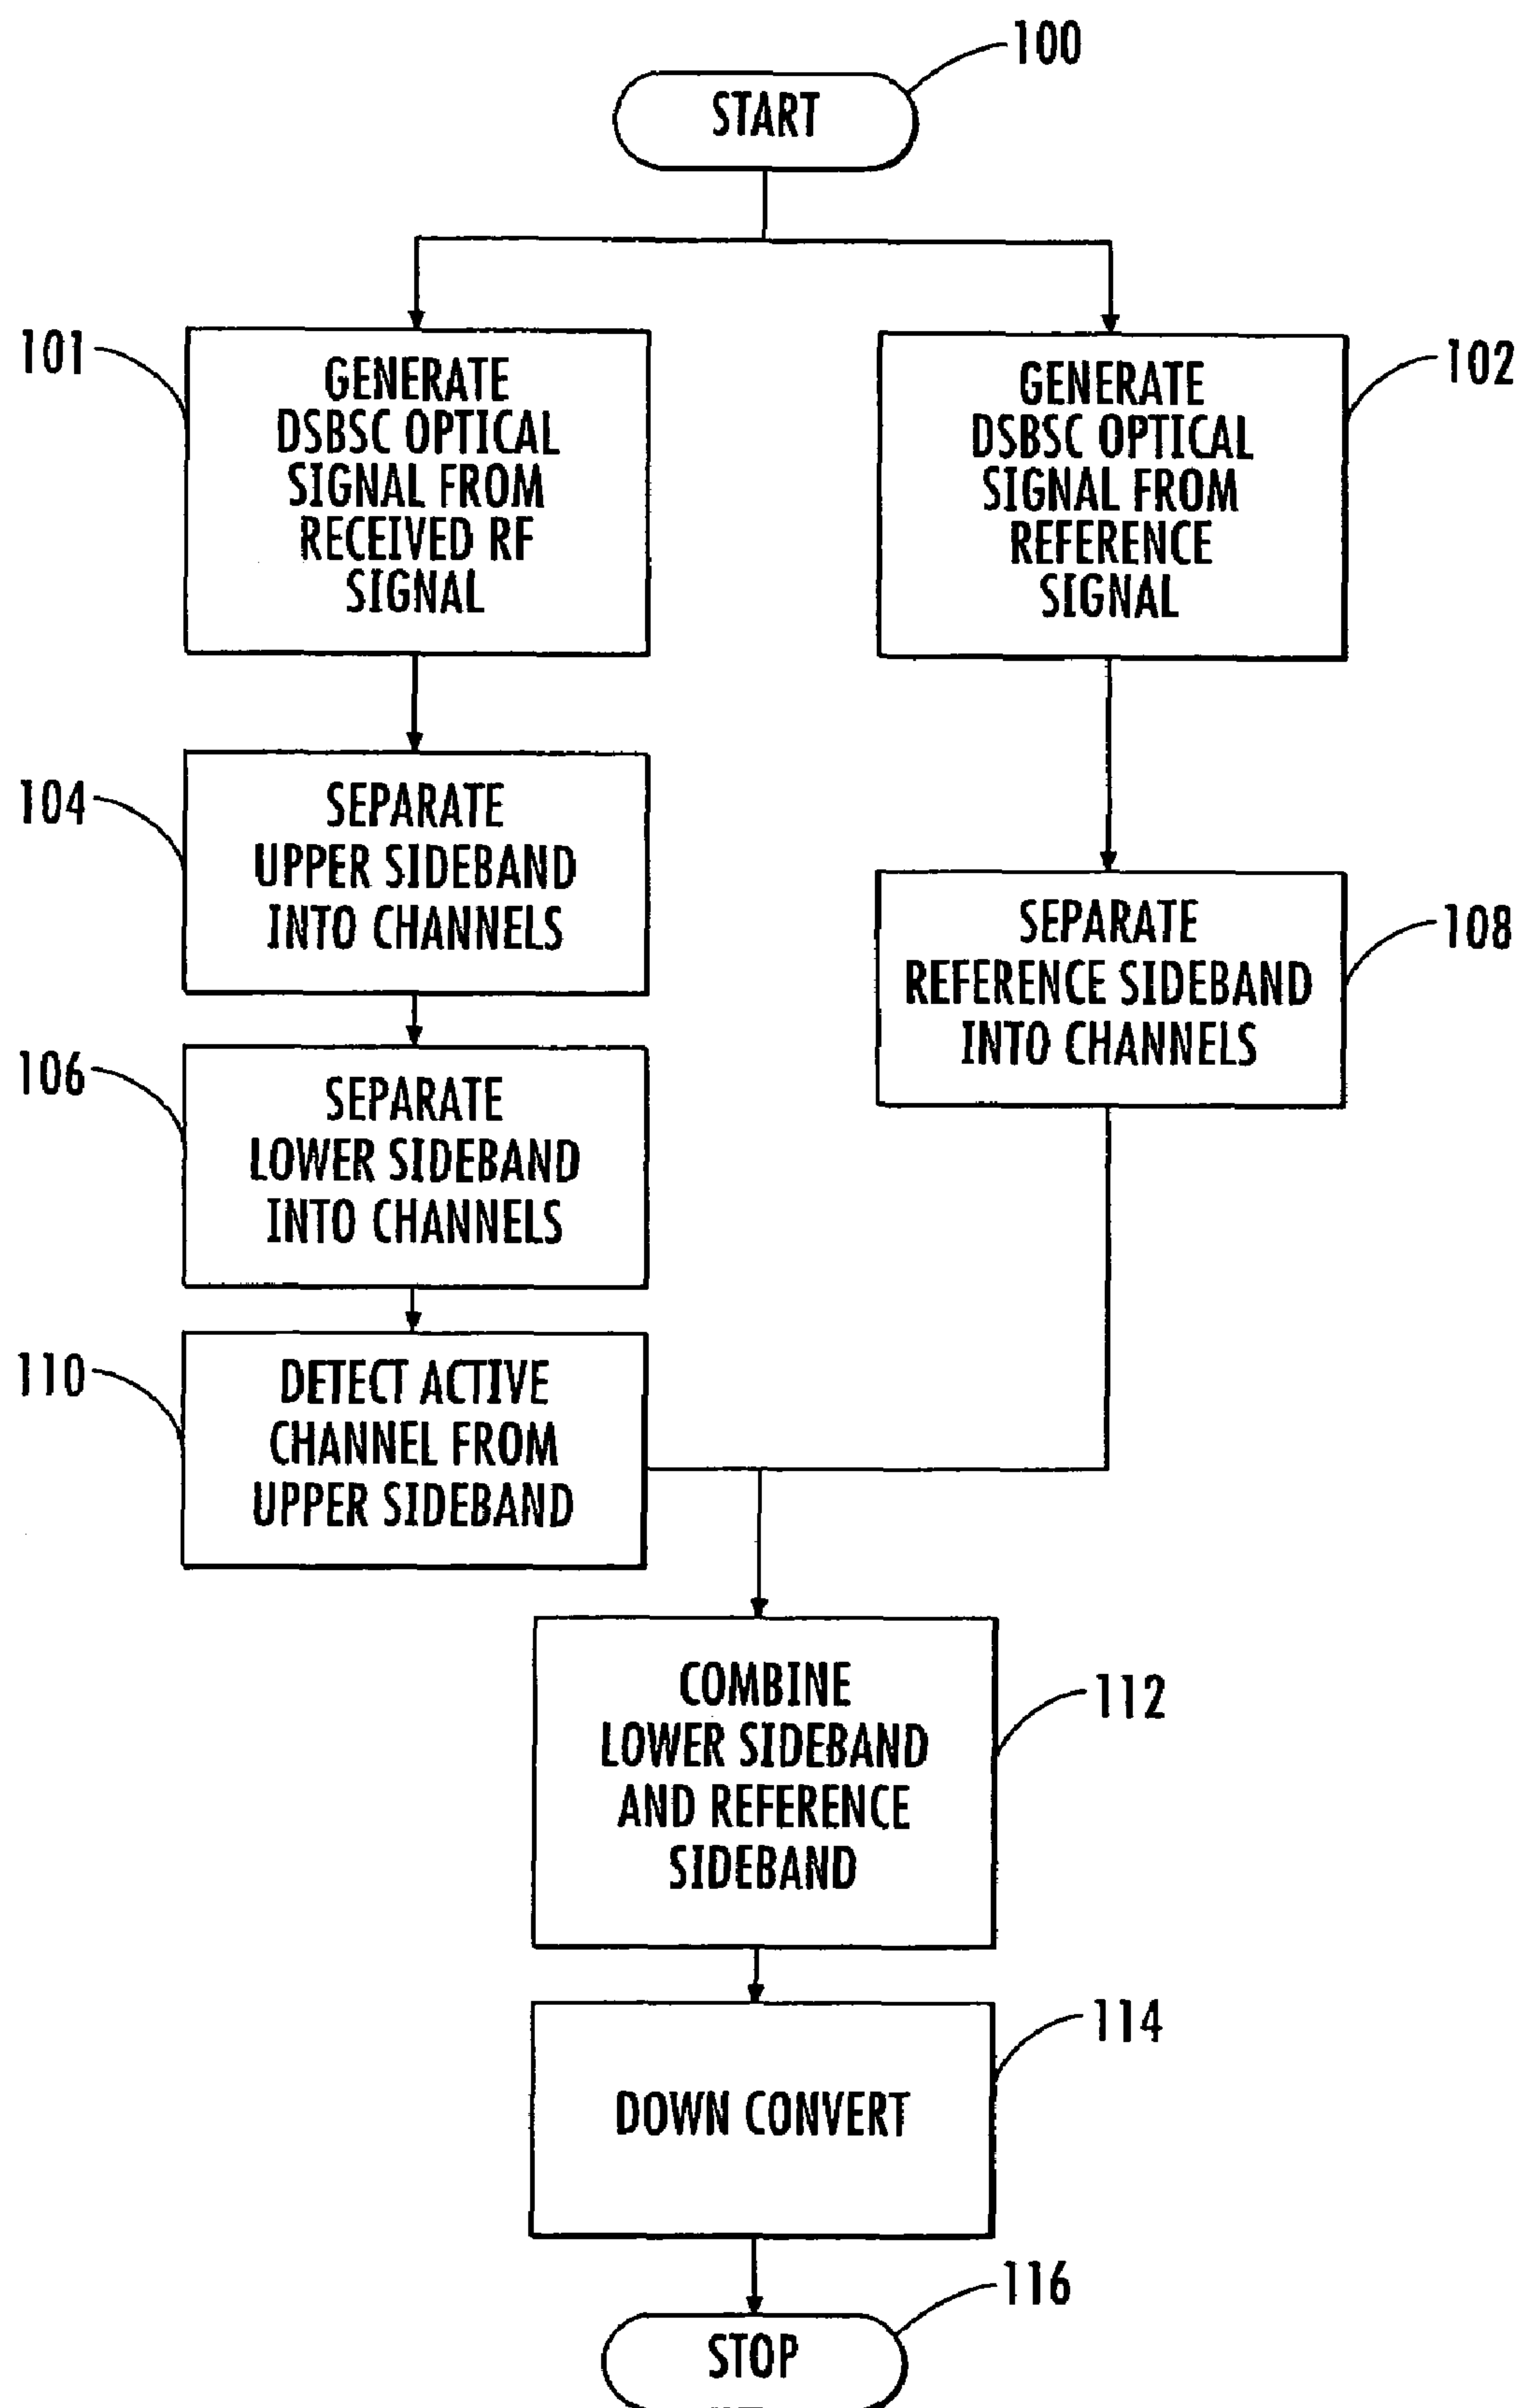 100
START
101
GENERATE
DSBSC OPTICAL
SIGNAL FROM
RECEIVED RF
SIGNAL
102
GENERATE
DSBSC OPTICAL
SIGNAL FROM
REFERENCE
SIGNAL
104
SEPARATE
UPPER SIDEBAND
INTO CHANNELS
108
SEPARATE
REFERENCE SIDEBAND
INTO CHANNELS
106
SEPARATE
LOWER SIDEBAND
INTO CHANNELS
110
DETECT ACTIVE
CHANNEL FROM
UPPER SIDEBAND
112
COMBINE
LOWER SIDEBAND
AND REFERENCE
SIDEBAND
114
DOWN CONVERT
116
STOP